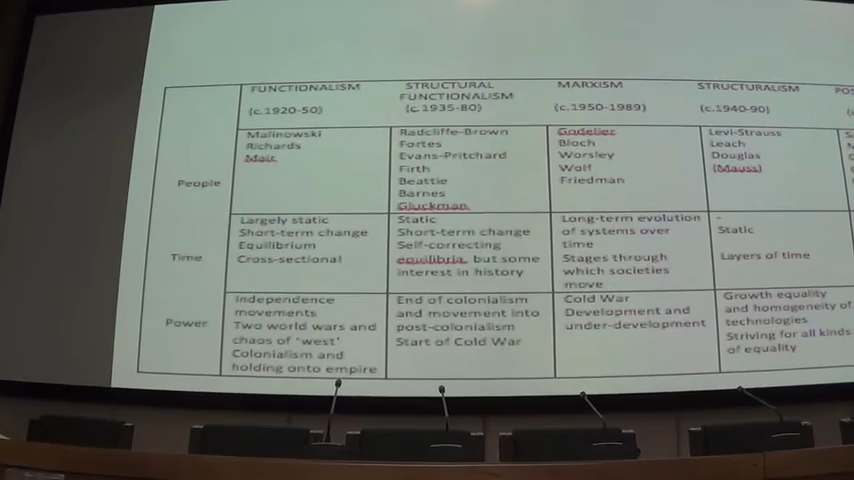 FUNCTIONALISM
(c.1920-50)
STRUCTURAL
FUNCTIONALISM
(c.1935-80)
MARXISM
(c.1950-1989)
STRUCTURALISM
(c.1940-90)
People
Malinowski
Richards
Mair
Radcliffe-Brown
Fortes
Evans-Pritchard
Firth
Beattie
Barnes
Gluckman
Godelier
Bloch
Worsley
Wolf
Friedman
Levi-Strauss
Leach
Douglas
(Mauss)
Time
Largely static
Short-term change
Equilibrium
Cross-sectional
Static
Short-term change
Self-correcting
equilibria, but some
interest in history
Long-term evolution
of systems over
time
Stages through
which societies
move
-
Static
Layers of time
Power
Independence
movements
Two world wars and
chaos of 'west'
Colonialism and
holding onto empire
End of colonialism
and movement into
post-colonialism
Start of Cold War
Cold War
Development and
under-development
Growth equality
and homogeneity of
technologies
Striving for all kinds
of equality